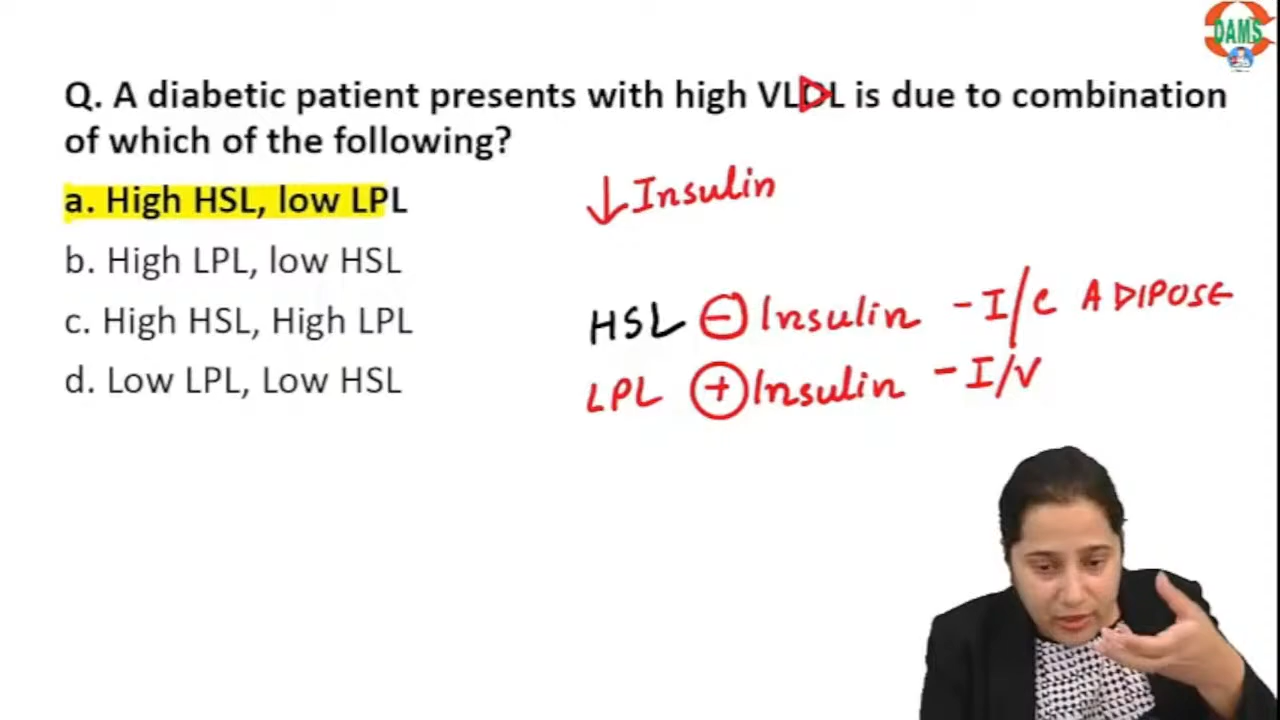 DAMS
Q. A diabetic patient presents with high VLDL is due to combination
of which of the following?
a. High HSL, low LPL
b. High LPL, low HSL
c. High HSL, High LPL
d. Low LPL, Low HSL
↓ Insulin
HSL ⊖ Insulin - I/C ADIPOSE
LPL ⊕ Insulin - I/V